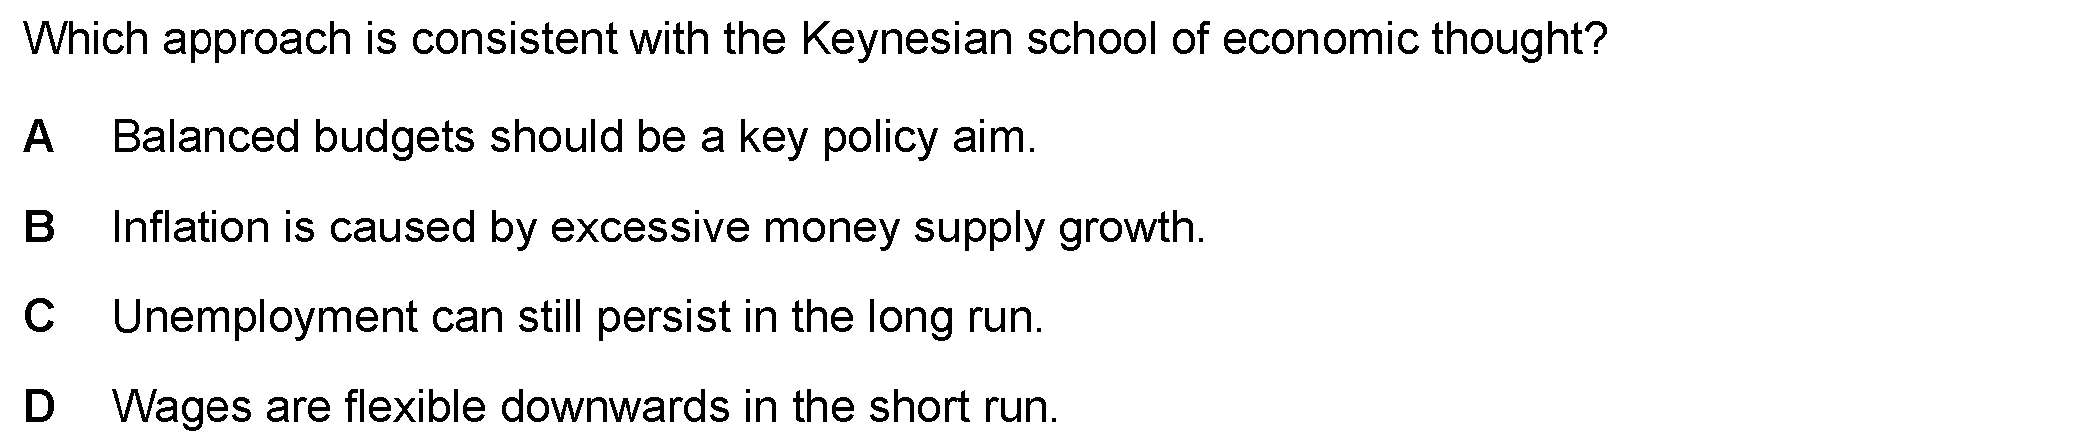 Which approach is consistent with the Keynesian school of economic thought?
A Balanced budgets should be a key policy aim.
B Inflation is caused by excessive money supply growth.
C Unemployment can still persist in the long run.
D Wages are flexible downwards in the short run.